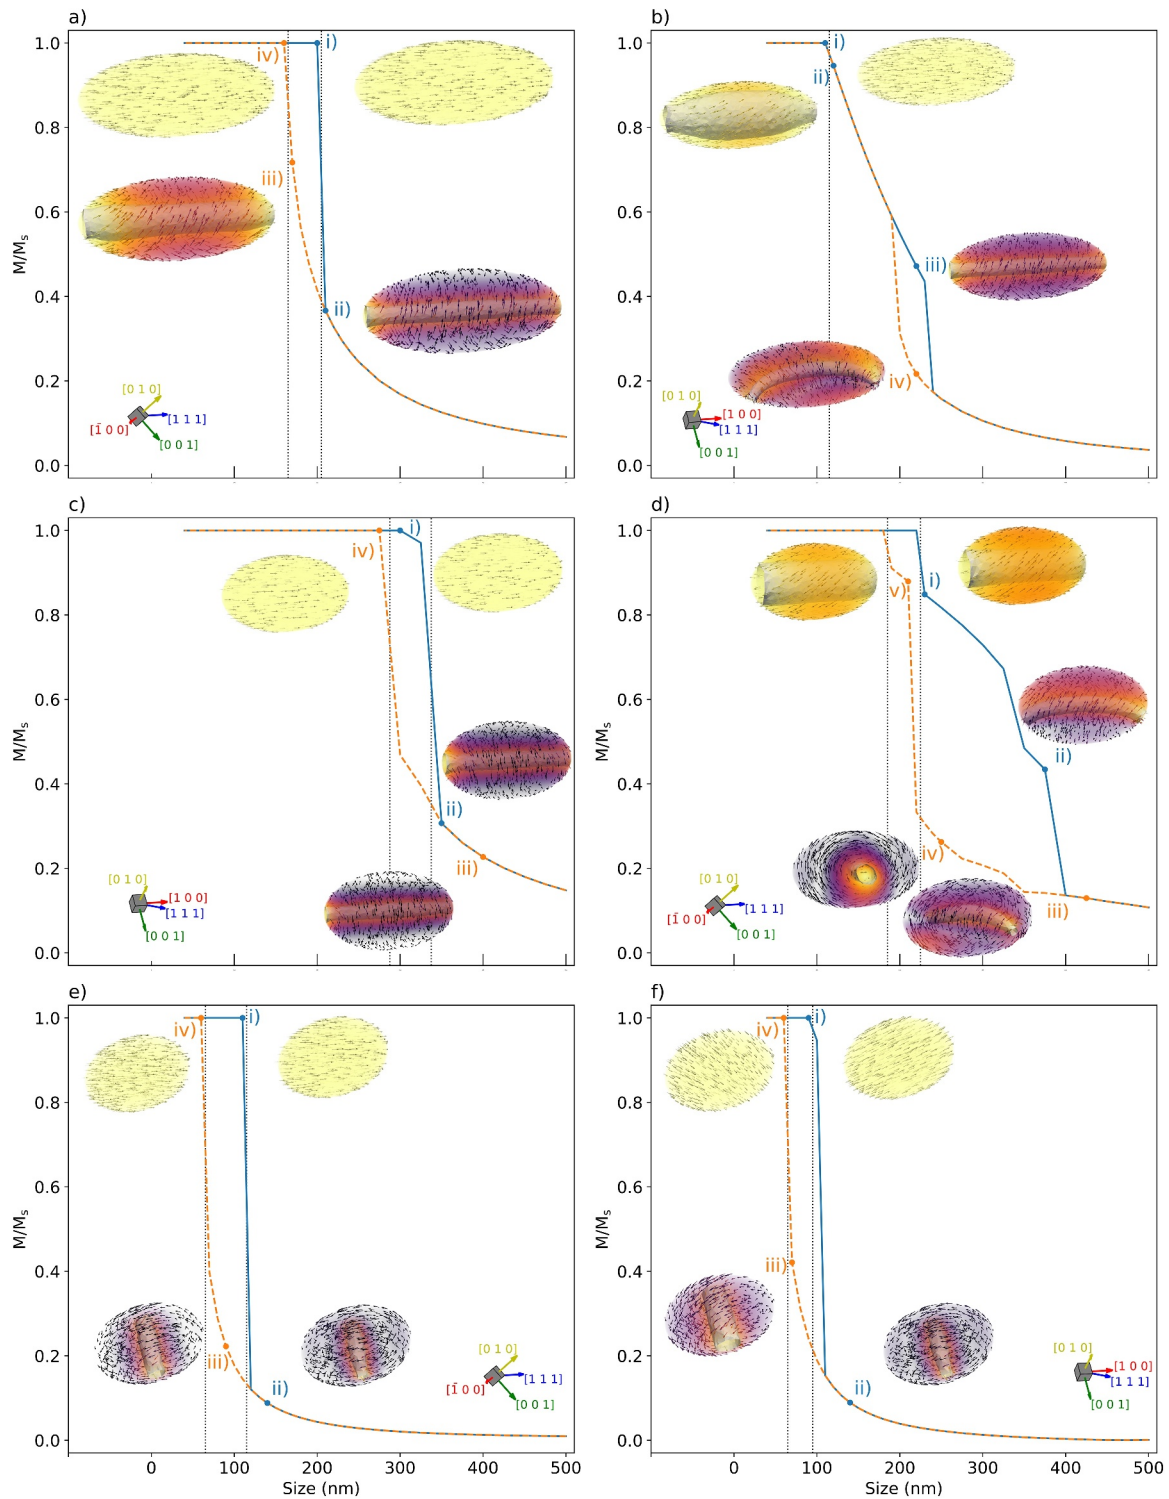 a)
1.0
0.8
0.6
0.4
0.2
0.0
M/Ms
iv)
i)
iii)
ii)
[0 1 0]
[1 1 1]
[1̄ 0 0]
[0 0 1]
b)
1.0
0.8
0.6
0.4
0.2
0.0
M/Ms
i)
ii)
iii)
iv)
[0 1 0]
[1 0 0]
[1 1 1]
[0 0 1]
c)
1.0
0.8
0.6
0.4
0.2
0.0
M/Ms
i)
iv)
ii)
iii)
[0 1 0]
[1 0 0]
[1 1 1]
[0 0 1]
d)
1.0
0.8
0.6
0.4
0.2
0.0
M/Ms
i)
v)
ii)
iv)
iii)
[0 1 0]
[1 1 1]
[1̄ 0 0]
[0 0 1]
e)
1.0
0.8
0.6
0.4
0.2
0.0
M/Ms
iv)
i)
iii)
ii)
[0 1 0]
[1 1 1]
[1̄ 0 0]
[0 0 1]
0 100 200 300 400 500
Size (nm)
f)
1.0
0.8
0.6
0.4
0.2
0.0
M/Ms
iv)
i)
iii)
ii)
[0 1 0]
[1 0 0]
[1 1 1]
[0 0 1]
0 100 200 300 400 500
Size (nm)